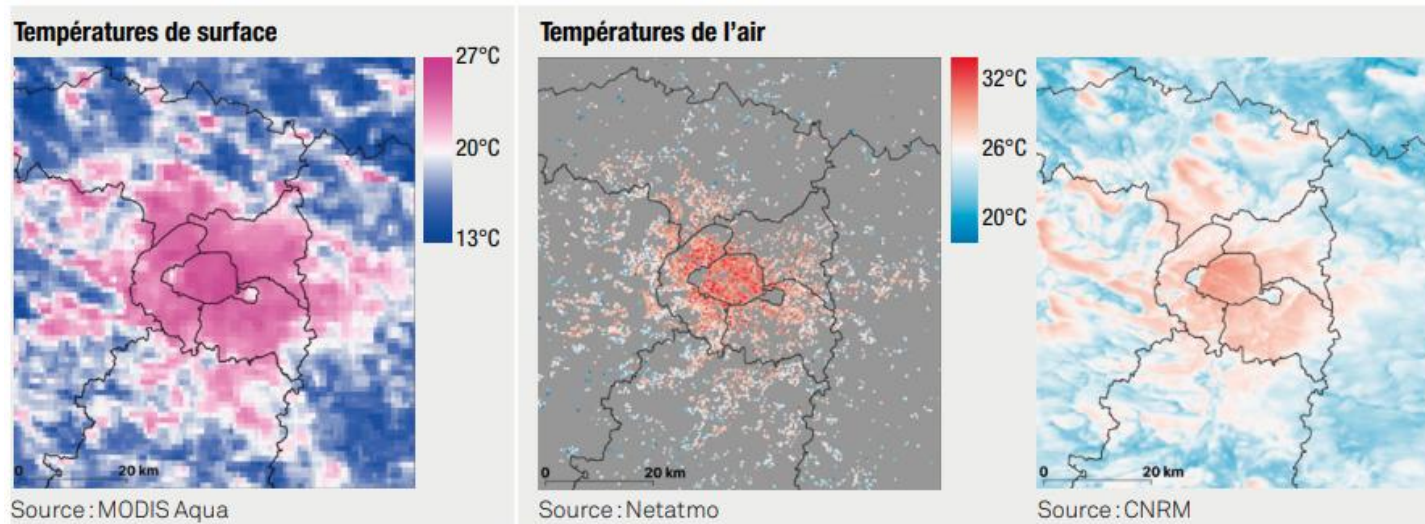 Températures de surface
27°C
20°C
13°C
0 20 km
Source : MODIS Aqua
Températures de l'air
32°C
26°C
20°C
0 20 km
Source : Netatmo
0 20 km
Source : CNRM